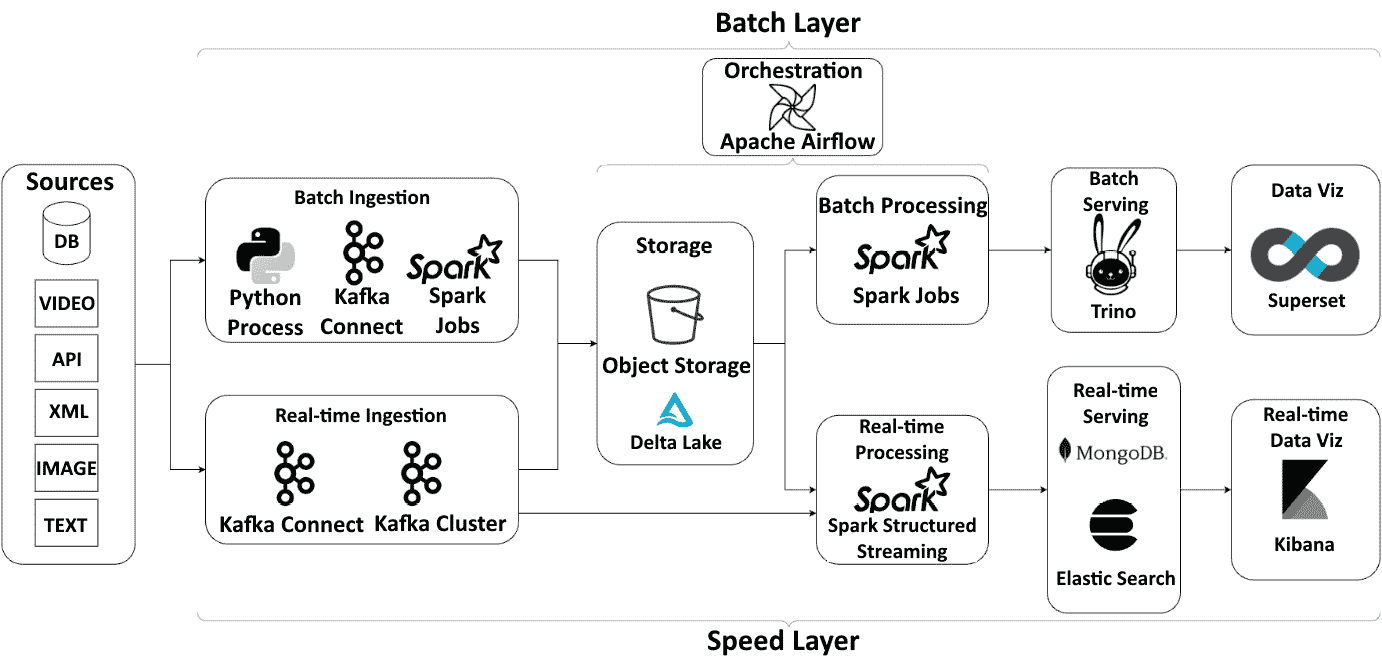 Batch Layer
Orchestration
Apache Airflow
Sources
DB
VIDEO
API
XML
IMAGE
TEXT
Batch Ingestion
Python
Process
Kafka
Connect
Spark
Spark
Jobs
Real-time Ingestion
Kafka Connect
Kafka Cluster
Storage
Object Storage
Delta Lake
Batch Processing
Spark
Spark Jobs
Real-time
Processing
Spark
Spark Structured
Streaming
Batch
Serving
Trino
Real-time
Serving
MongoDB.
Elastic Search
Data Viz
Superset
Real-time
Data Viz
Kibana
Speed Layer